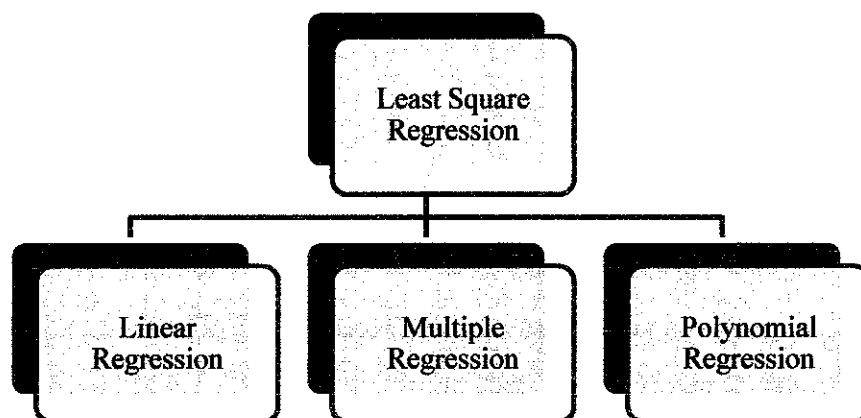 Least Square
Regression
Linear
Regression
Multiple
Regression
Polynomial
Regression